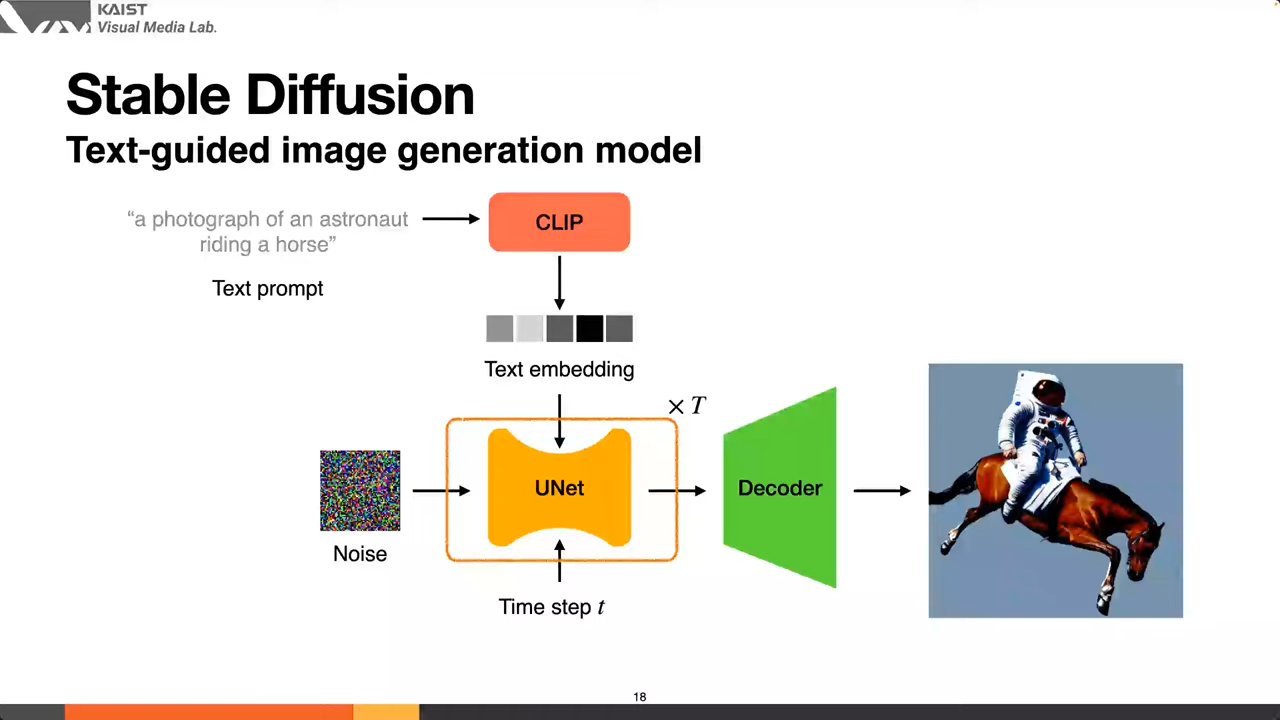 KAIST
Visual Media Lab.
Stable Diffusion
Text-guided image generation model
“a photograph of an astronaut
riding a horse”
Text prompt
CLIP
Text embedding
× T
UNet
Decoder
Noise
Time step t
18